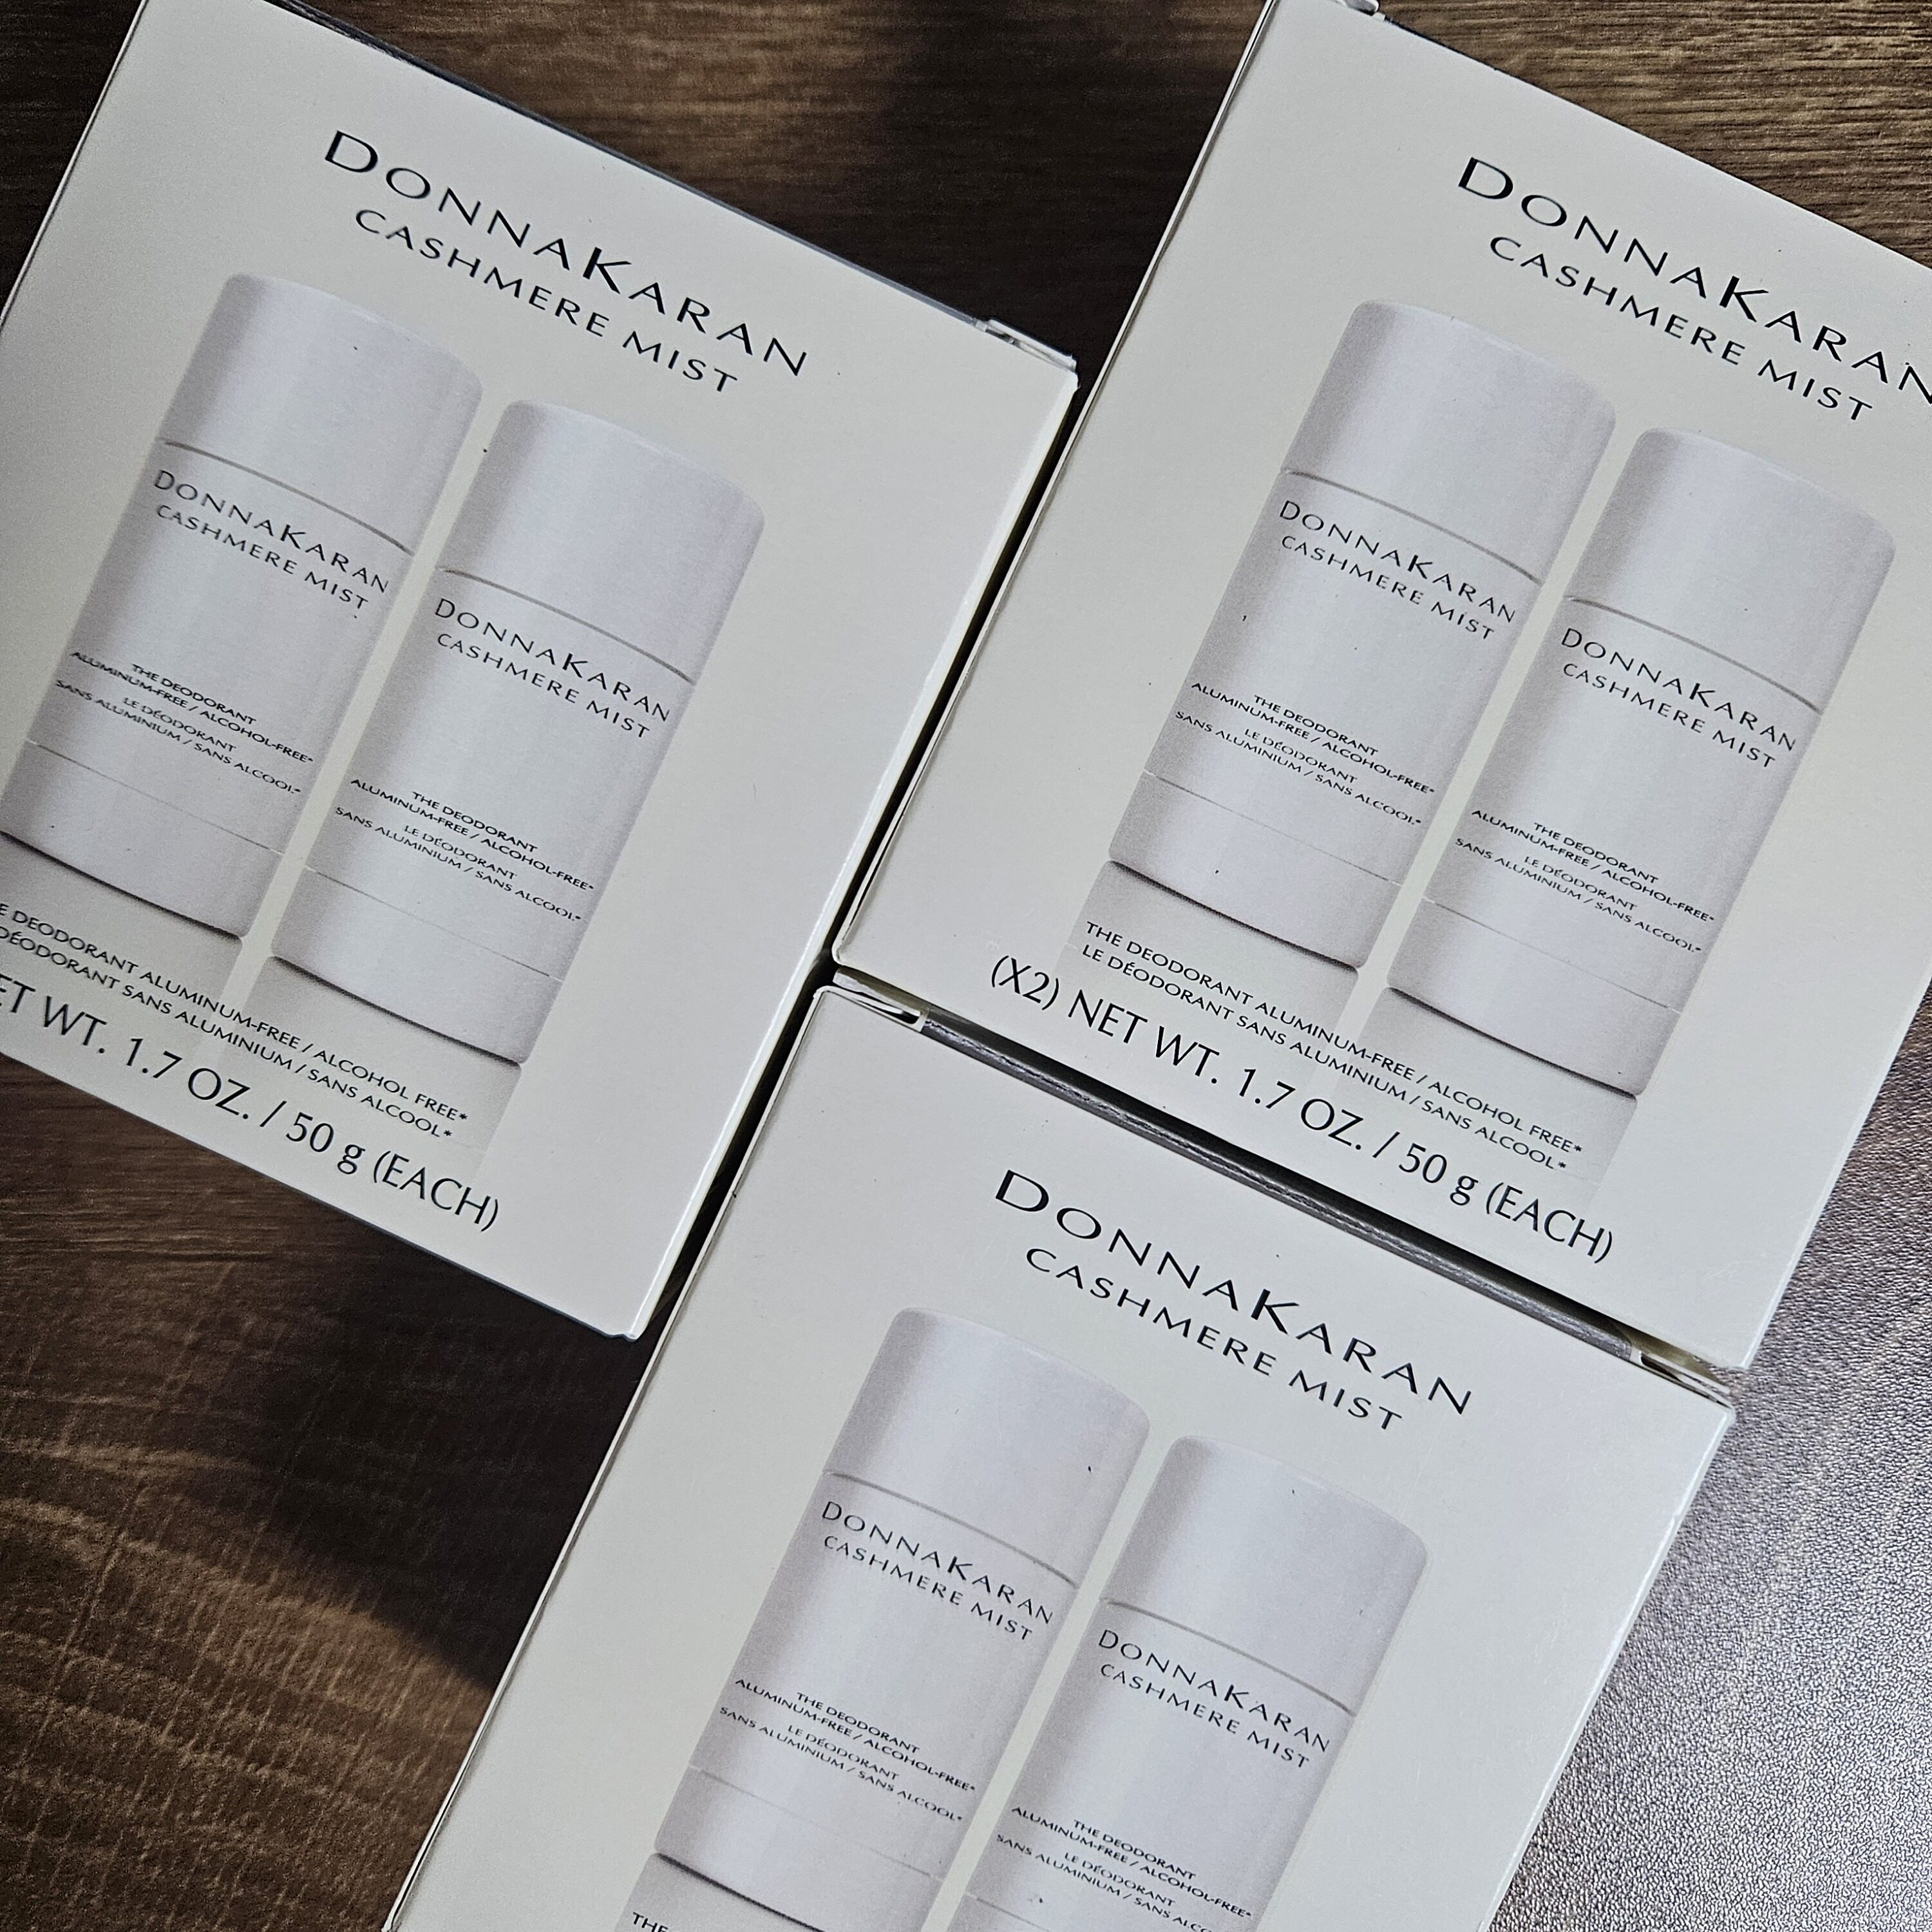 DONNAKARAN
CASHMERE MIST
DONNAKARAN
CASHMERE MIST
THE DEODORANT
ALUMINUM-FREE / ALCOHOL-FREE*
LE DÉODORANT
SANS ALUMINIUM / SANS ALCOOL*
DONNAKARAN
CASHMERE MIST
THE DEODORANT
ALUMINUM-FREE / ALCOHOL-FREE*
LE DÉODORANT
SANS ALUMINIUM / SANS ALCOOL*
DEODORANT ALUMINUM-FREE / ALCOHOL FREE*
DÉODORANT SANS ALUMINIUM / SANS ALCOOL*
WT. 1.7 OZ. / 50 g (EACH)
DONNAKARAN
CASHMERE MIST
DONNAKARAN
CASHMERE MIST
THE DEODORANT
ALUMINUM-FREE / ALCOHOL-FREE*
LE DÉODORANT
SANS ALUMINIUM / SANS ALCOOL*
DONNAKARAN
CASHMERE MIST
THE DEODORANT
ALUMINUM-FREE / ALCOHOL-FREE*
LE DÉODORANT
SANS ALUMINIUM / SANS ALCOOL*
THE DEODORANT ALUMINUM-FREE / ALCOHOL FREE*
LE DÉODORANT SANS ALUMINIUM / SANS ALCOOL*
(X2) NET WT. 1.7 OZ. / 50 g (EACH)
DONNAKARAN
CASHMERE MIST
DONNAKARAN
CASHMERE MIST
THE DEODORANT
ALUMINUM-FREE / ALCOHOL-FREE*
LE DÉODORANT
SANS ALUMINIUM / SANS ALCOOL*
DONNAKARAN
CASHMERE MIST
THE DEODORANT
ALUMINUM-FREE / ALCOHOL-FREE*
LE DÉODORANT
SANS ALUMINIUM / SANS
THE